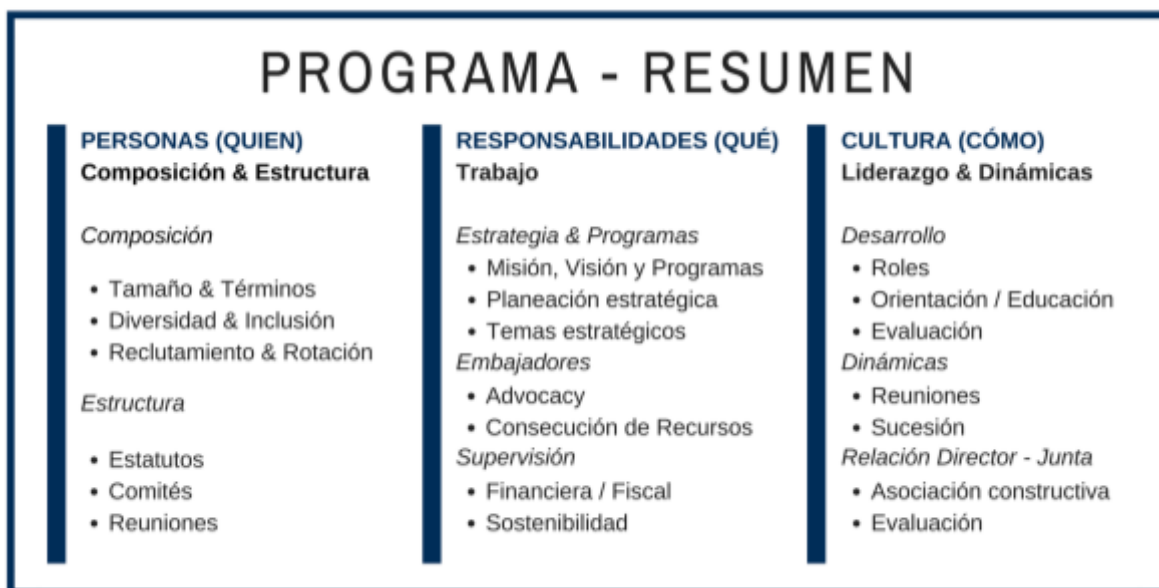 PROGRAMA - RESUMEN
PERSONAS (QUIEN)
Composición & Estructura
Composición
• Tamaño & Términos
• Diversidad & Inclusión
• Reclutamiento & Rotación
Estructura
• Estatutos
• Comités
• Reuniones
RESPONSABILIDADES (QUÉ)
Trabajo
Estrategia & Programas
• Misión, Visión y Programas
• Planeación estratégica
• Temas estratégicos
Embajadores
• Advocacy
• Consecución de Recursos
Supervisión
• Financiera / Fiscal
• Sostenibilidad
CULTURA (CÓMO)
Liderazgo & Dinámicas
Desarrollo
• Roles
• Orientación / Educación
• Evaluación
Dinámicas
• Reuniones
• Sucesión
Relación Director - Junta
• Asociación constructiva
• Evaluación